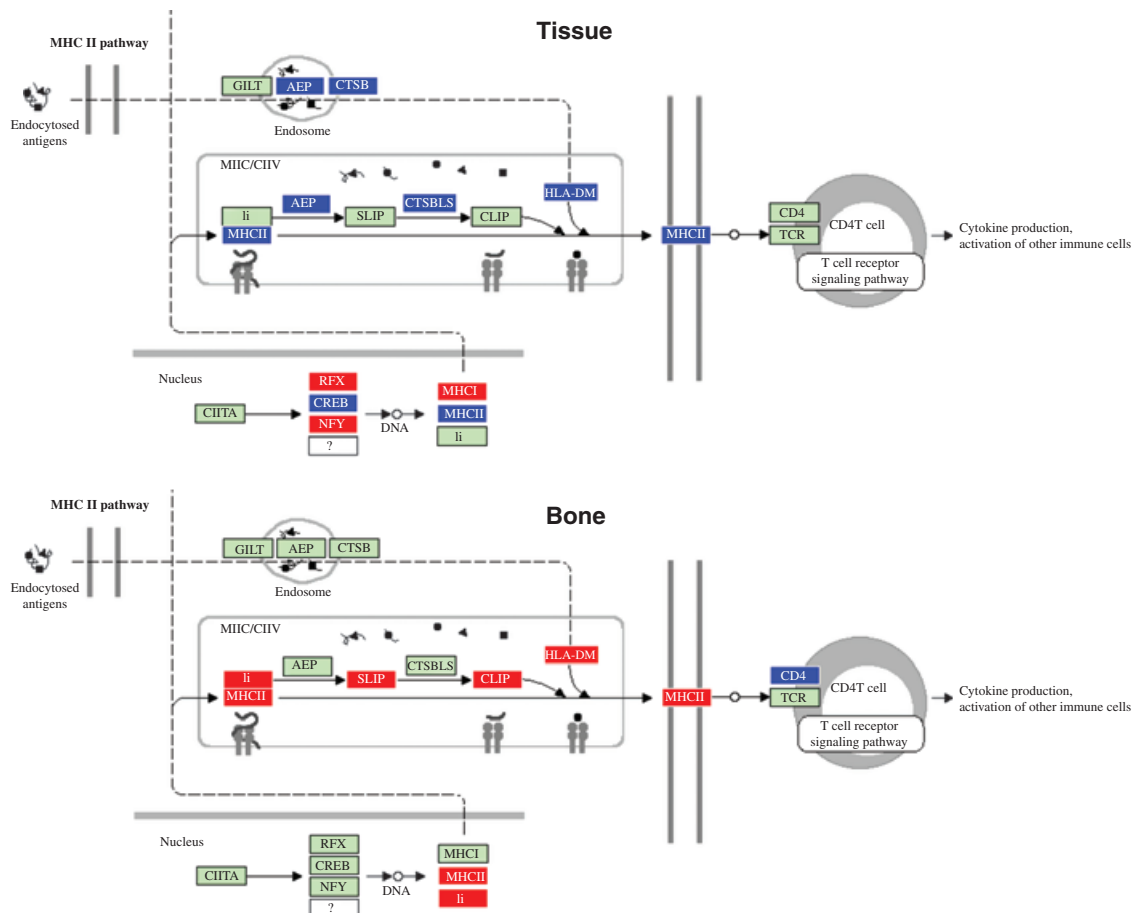 Tissue
MHC II pathway
GILT
AEP
CTSB
Endocytosed
antigens
Endosome
MIIC/CIIV
li
AEP
SLIP
CTSBLS
CLIP
HLA-DM
MHCII
MHCII
CD4
TCR
CD4T cell
T cell receptor
signaling pathway
Cytokine production,
activation of other immune cells
Nucleus
CIITA
RFX
CREB
NFY
?
DNA
MHCI
MHCII
li
Bone
MHC II pathway
GILT
AEP
CTSB
Endocytosed
antigens
Endosome
MIIC/CIIV
li
AEP
SLIP
CTSBLS
CLIP
HLA-DM
MHCII
MHCII
CD4
TCR
CD4T cell
T cell receptor
signaling pathway
Cytokine production,
activation of other immune cells
Nucleus
CIITA
RFX
CREB
NFY
?
DNA
MHCI
MHCII
li